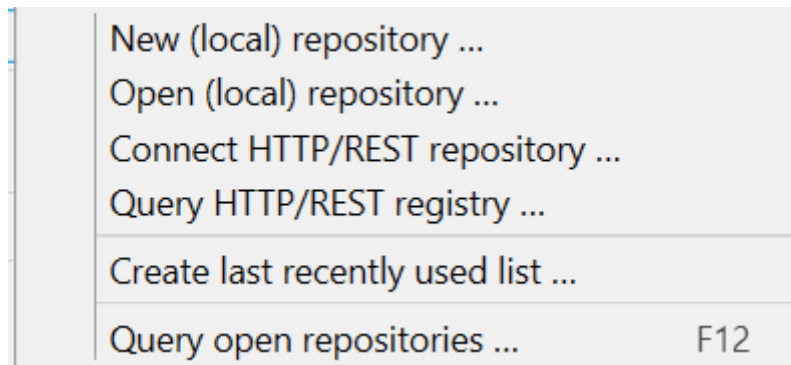 New (local) repository ...
Open (local) repository ...
Connect HTTP/REST repository ...
Query HTTP/REST registry ...
Create last recently used list ...
Query open repositories ... F12